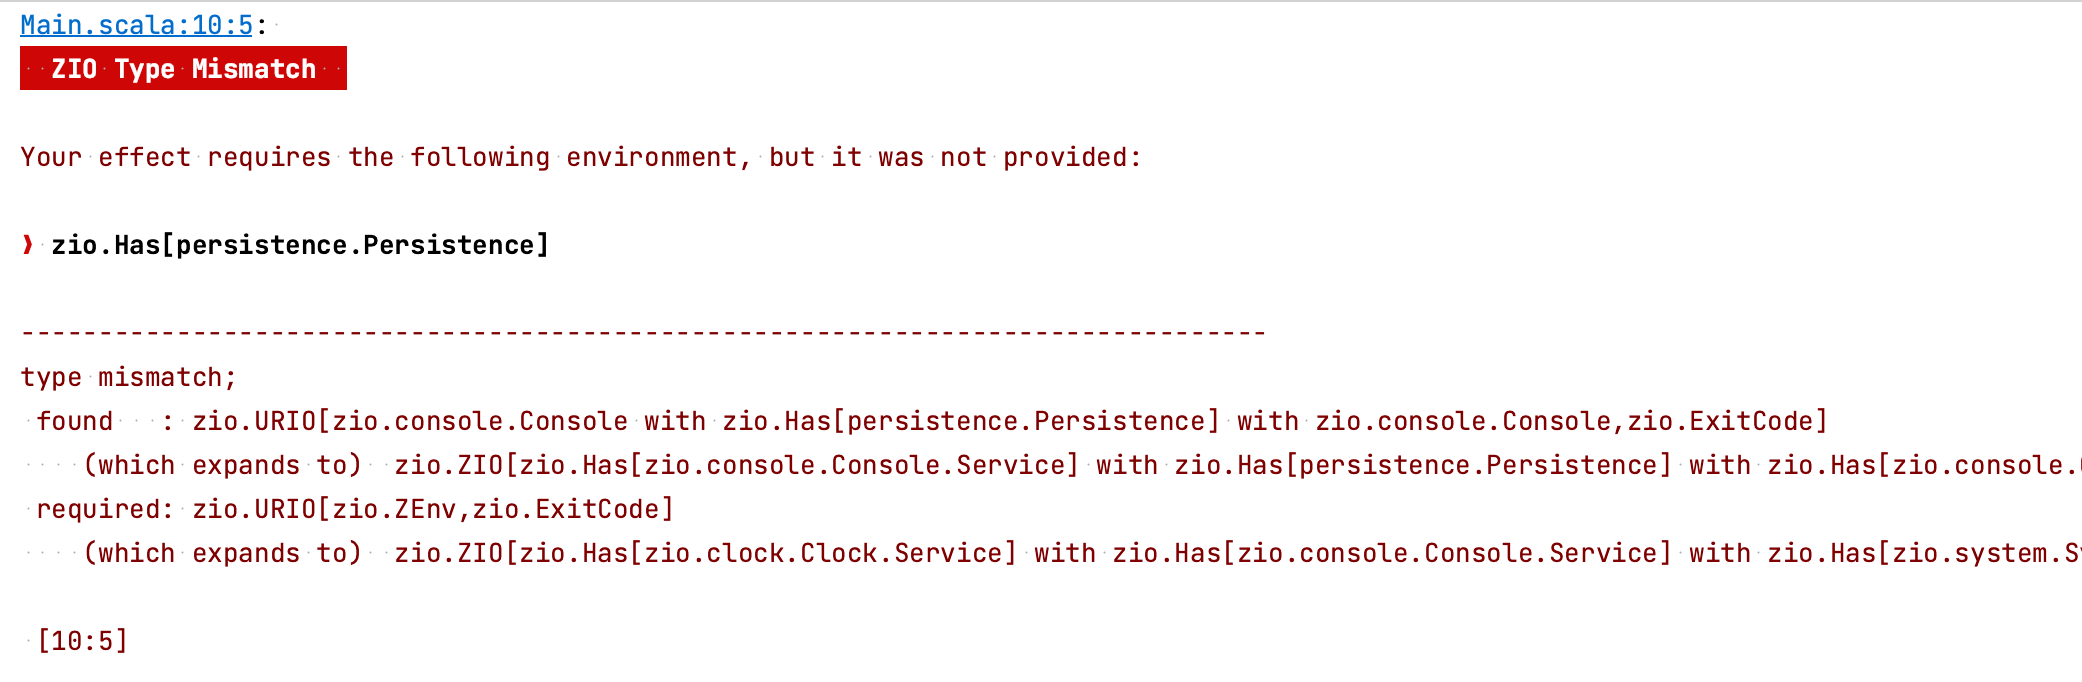 Main.scala:10:5:
ZIO Type Mismatch
Your effect requires the following environment, but it was not provided:
❯ zio.Has[persistence.Persistence]
--------------------------------------------------------------------------------
type mismatch;
found   : zio.URIO[zio.console.Console with zio.Has[persistence.Persistence] with zio.console.Console,zio.ExitCode]
(which expands to)  zio.ZIO[zio.Has[zio.console.Console.Service] with zio.Has[persistence.Persistence] with zio.Has[zio.console.
required: zio.URIO[zio.ZEnv,zio.ExitCode]
(which expands to)  zio.ZIO[zio.Has[zio.clock.Clock.Service] with zio.Has[zio.console.Console.Service] with zio.Has[zio.system.S
[10:5]